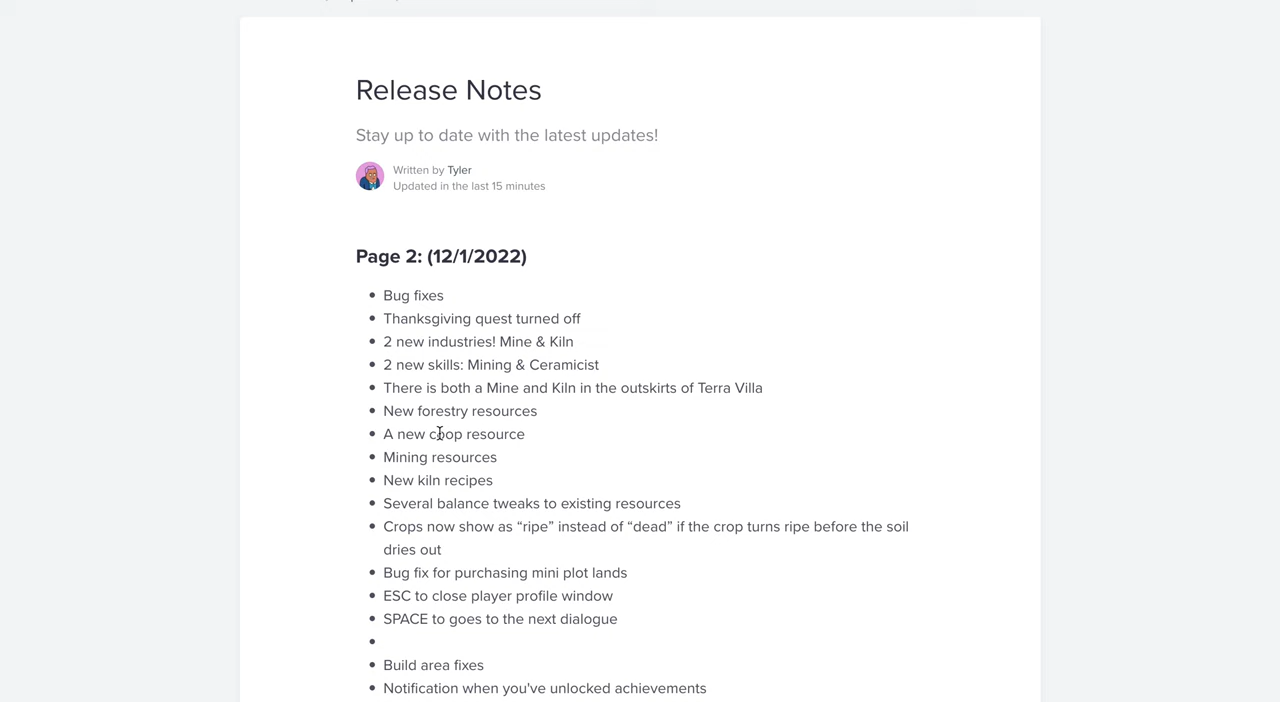 Release Notes
Stay up to date with the latest updates!
Written by Tyler
Updated in the last 15 minutes
Page 2: (12/1/2022)
Bug fixes
Thanksgiving quest turned off
2 new industries! Mine & Kiln
2 new skills: Mining & Ceramicist
There is both a Mine and Kiln in the outskirts of Terra Villa
New forestry resources
A new coop resource
Mining resources
New kiln recipes
Several balance tweaks to existing resources
Crops now show as “ripe” instead of “dead” if the crop turns ripe before the soil
dries out
Bug fix for purchasing mini plot lands
ESC to close player profile window
SPACE to goes to the next dialogue
Build area fixes
Notification when you've unlocked achievements